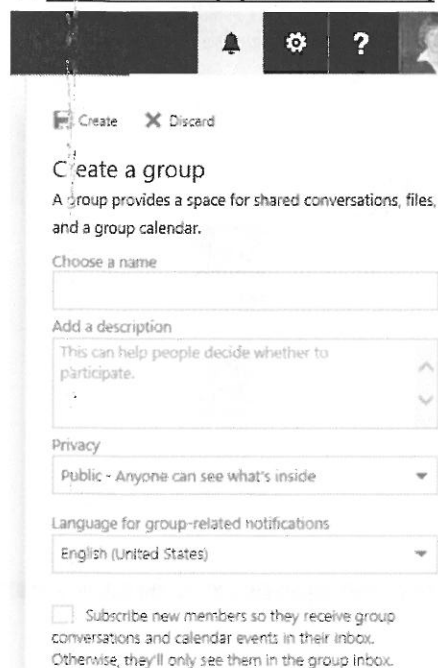 ?
Create Discard
Create a group
A group provides a space for shared conversations, files,
and a group calendar.
Choose a name
Add a description
This can help people decide whether to
participate.
Privacy
Public - Anyone can see what's inside
Language for group-related notifications
English (United States)
Subscribe new members so they receive group
conversations and calendar events in their inbox.
Otherwise, they'll only see them in the group inbox.